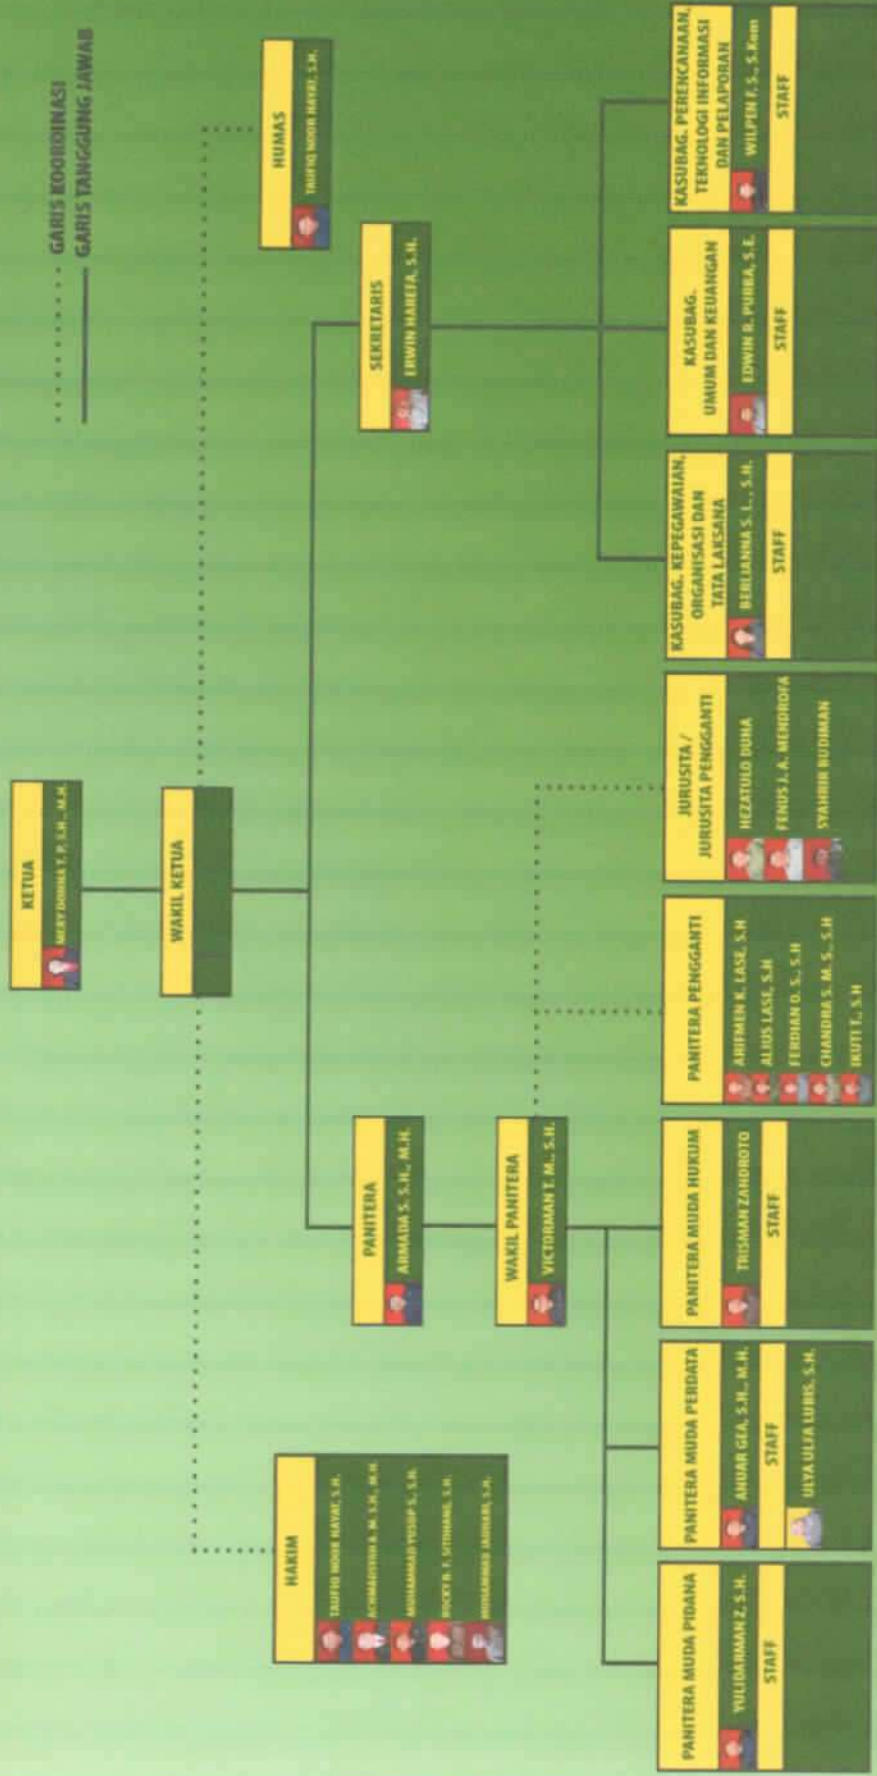 GARIS KOORDINASI
GARIS TANGGUNG JAWAB
KETUA
MERY DONNA T. P, S.H., M.H.
WAKIL KETUA
HUMAS
TAUFIQ NOOR HAYAT, S.H.
HAKIM
TAUFIQ NOOR HAYAT, S.H.
ACHMADSYAH A. M, S.H., M.H.
MUHAMMAD YUSUP S., S.H.
ROCKY B. F. SITOHANG, S.H.
MUHAMMAD JAUHARI, S.H.
PANITERA
ARMADA S. S.H., M.H.
SEKRETARIS
ERWIN HAREFA, S.H.
WAKIL PANITERA
VICTORMAN T. M., S.H.
PANITERA MUDA PIDANA
YULIDARMAN Z, S.H.
STAFF
PANITERA MUDA PERDATA
ANUAR GEA, S.H., M.H.
STAFF
ULYA ULFA LUBIS, S.H.
PANITERA MUDA HUKUM
TRISMAN ZANDROTO
STAFF
PANITERA PENGGANTI
ARIFMEN K. LASE, S.H
ALIUS LASE, S.H
FERDIAN O. S., S.H
CHANDRA S. M. S., S.H
IKUTI T., S.H
JURUSITA /
JURUSITA PENGGANTI
HEZATULO DUHA
FENUS J. A. MENDROFA
SYAHRIR BUDIMAN
KASUBAG. KEPEGAWAIAN,
ORGANISASI DAN
TATA LAKSANA
BERLIANNA S. L., S.H.
STAFF
KASUBAG.
UMUM DAN KEUANGAN
EDWIN R. PURBA, S.E.
STAFF
KASUBAG. PERENCANAAN,
TEKNOLOGI INFORMASI
DAN PELAPORAN
WILPEN F. S., S.Kom
STAFF